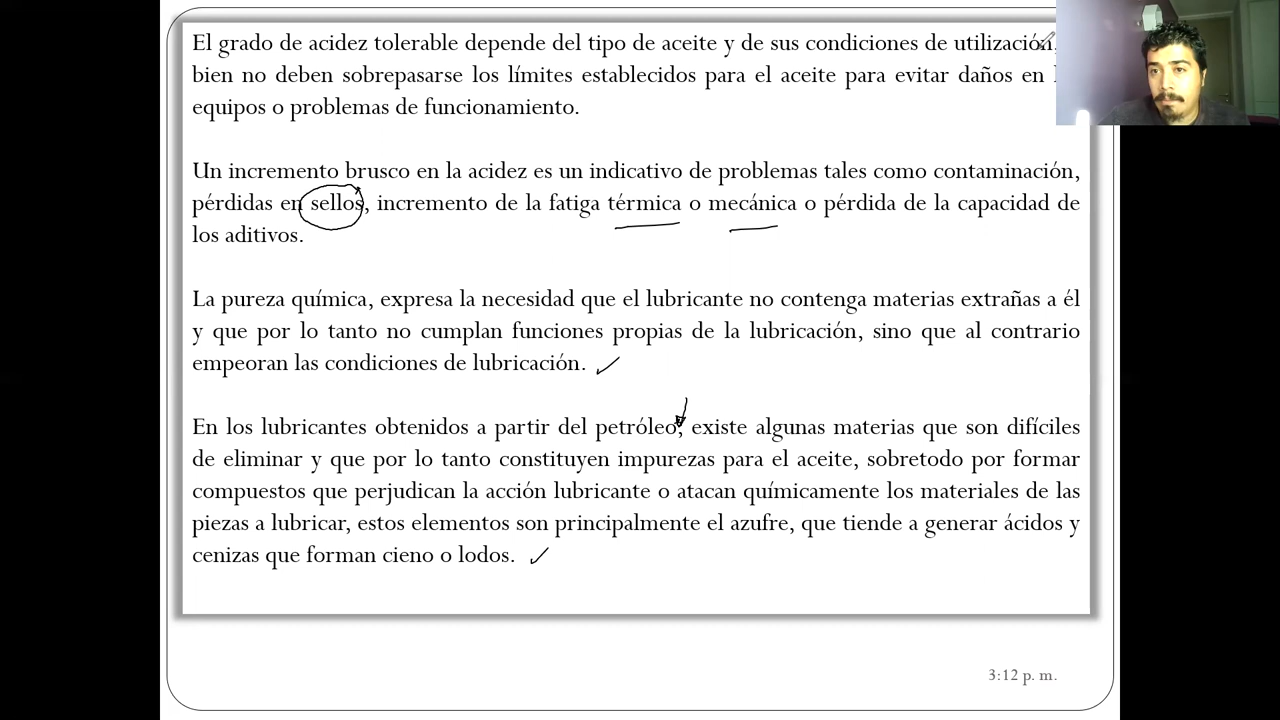 El grado de acidez tolerable depende del tipo de aceite y de sus condiciones de utilización,
bien no deben sobrepasarse los límites establecidos para el aceite para evitar daños en
equipos o problemas de funcionamiento.
Un incremento brusco en la acidez es un indicativo de problemas tales como contaminación,
pérdidas en sellos, incremento de la fatiga térmica o mecánica o pérdida de la capacidad de
los aditivos.
La pureza química, expresa la necesidad que el lubricante no contenga materias extrañas a él
y que por lo tanto no cumplan funciones propias de la lubricación, sino que al contrario
empeoran las condiciones de lubricación.
En los lubricantes obtenidos a partir del petróleo, existe algunas materias que son difíciles
de eliminar y que por lo tanto constituyen impurezas para el aceite, sobretodo por formar
compuestos que perjudican la acción lubricante o atacan químicamente los materiales de las
piezas a lubricar, estos elementos son principalmente el azufre, que tiende a generar ácidos y
cenizas que forman cieno o lodos.
3:12 p. m.